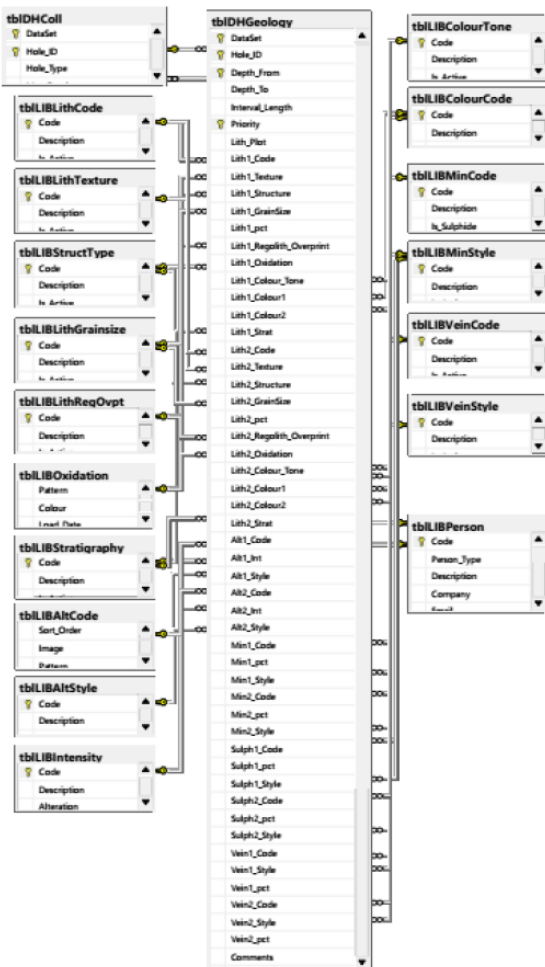 tblDHColl
DataSet
Hole_ID
Hole_Type
tblLIBLithCode
Code
Description
Is_Active
tblLIBLithTexture
Code
Description
Is_Active
tblLIBStructType
Code
Description
Is_Active
tblLIBLithGrainsize
Code
Description
Is_Active
tblLIBLithRegOvpt
Code
Description
tblLIBOxidation
Pattern
Colour
Load_Date
tblLIBStratigraphy
Code
Description
tblLIBAltCode
Sort_Order
Image
Pattern
tblLIBAltStyle
Code
Description
tblLIBIntensity
Code
Description
Alteration
tblDHGeology
DataSet
Hole_ID
Depth_From
Depth_To
Interval_Length
Priority
Lith_Plot
Lith1_Code
Lith1_Texture
Lith1_Structure
Lith1_GrainSize
Lith1_pct
Lith1_Regolith_Overprint
Lith1_Oxidation
Lith1_Colour_Tone
Lith1_Colour1
Lith1_Colour2
Lith1_Strat
Lith2_Code
Lith2_Texture
Lith2_Structure
Lith2_GrainSize
Lith2_pct
Lith2_Regolith_Overprint
Lith2_Oxidation
Lith2_Colour_Tone
Lith2_Colour1
Lith2_Colour2
Lith2_Strat
Alt1_Code
Alt1_Int
Alt1_Style
Alt2_Code
Alt2_Int
Alt2_Style
Min1_Code
Min1_pct
Min1_Style
Min2_Code
Min2_pct
Min2_Style
Sulph1_Code
Sulph1_pct
Sulph1_Style
Sulph2_Code
Sulph2_pct
Sulph2_Style
Vein1_Code
Vein1_Style
Vein1_pct
Vein2_Code
Vein2_Style
Vein2_pct
Comments
tblLIBColourTone
Code
Description
Is_Active
tblLIBColourCode
Code
Description
tblLIBMinCode
Code
Description
Is_Sulphide
tblLIBMinStyle
Code
Description
tblLIBVeinCode
Code
Description
Is_Active
tblLIBVeinStyle
Code
Description
tblLIBPerson
Code
Person_Type
Description
Company
Email